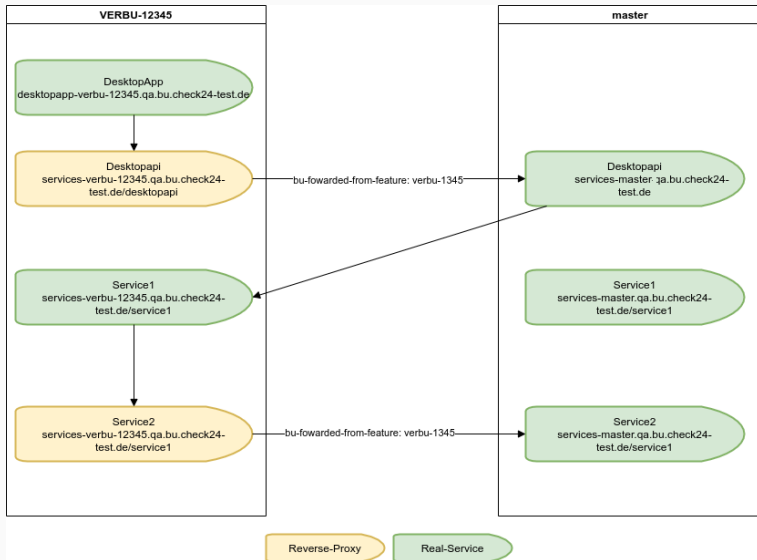 VERBU-12345
master
DesktopApp
desktopapp-verbu-12345.qa.bu.check24-test.de
Desktopapi
services-verbu-12345.qa.bu.check24-
test.de/desktopapi
bu-fowarded-from-feature: verbu-1345
Desktopapi
services-master.qa.bu.check24-
test.de
Service1
services-verbu-12345.qa.bu.check24-
test.de/service1
Service1
services-master.qa.bu.check24-
test.de/service1
Service2
services-verbu-12345.qa.bu.check24-
test.de/service1
bu-fowarded-from-feature: verbu-1345
Service2
services-master.qa.bu.check24-
test.de/service1
Reverse-Proxy
Real-Service